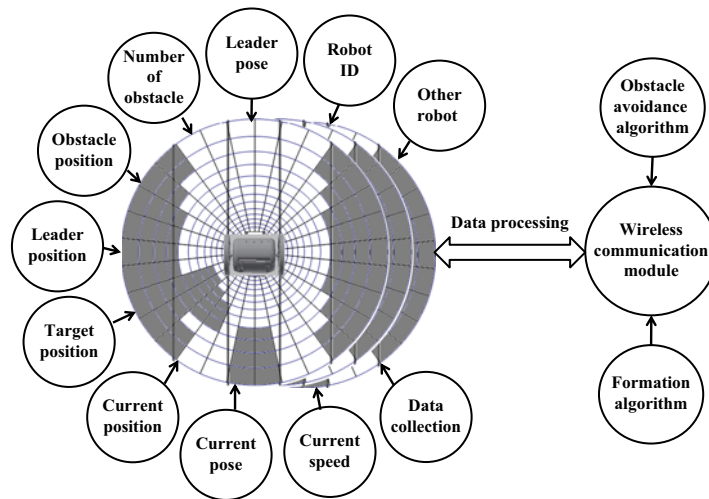 Leader
pose
Robot
ID
Number
of
obstacle
Other
robot
Obstacle
avoidance
algorithm
Obstacle
position
Data processing
Wireless
communication
module
Leader
position
Target
position
Current
position
Current
pose
Current
speed
Data
collection
Formation
algorithm